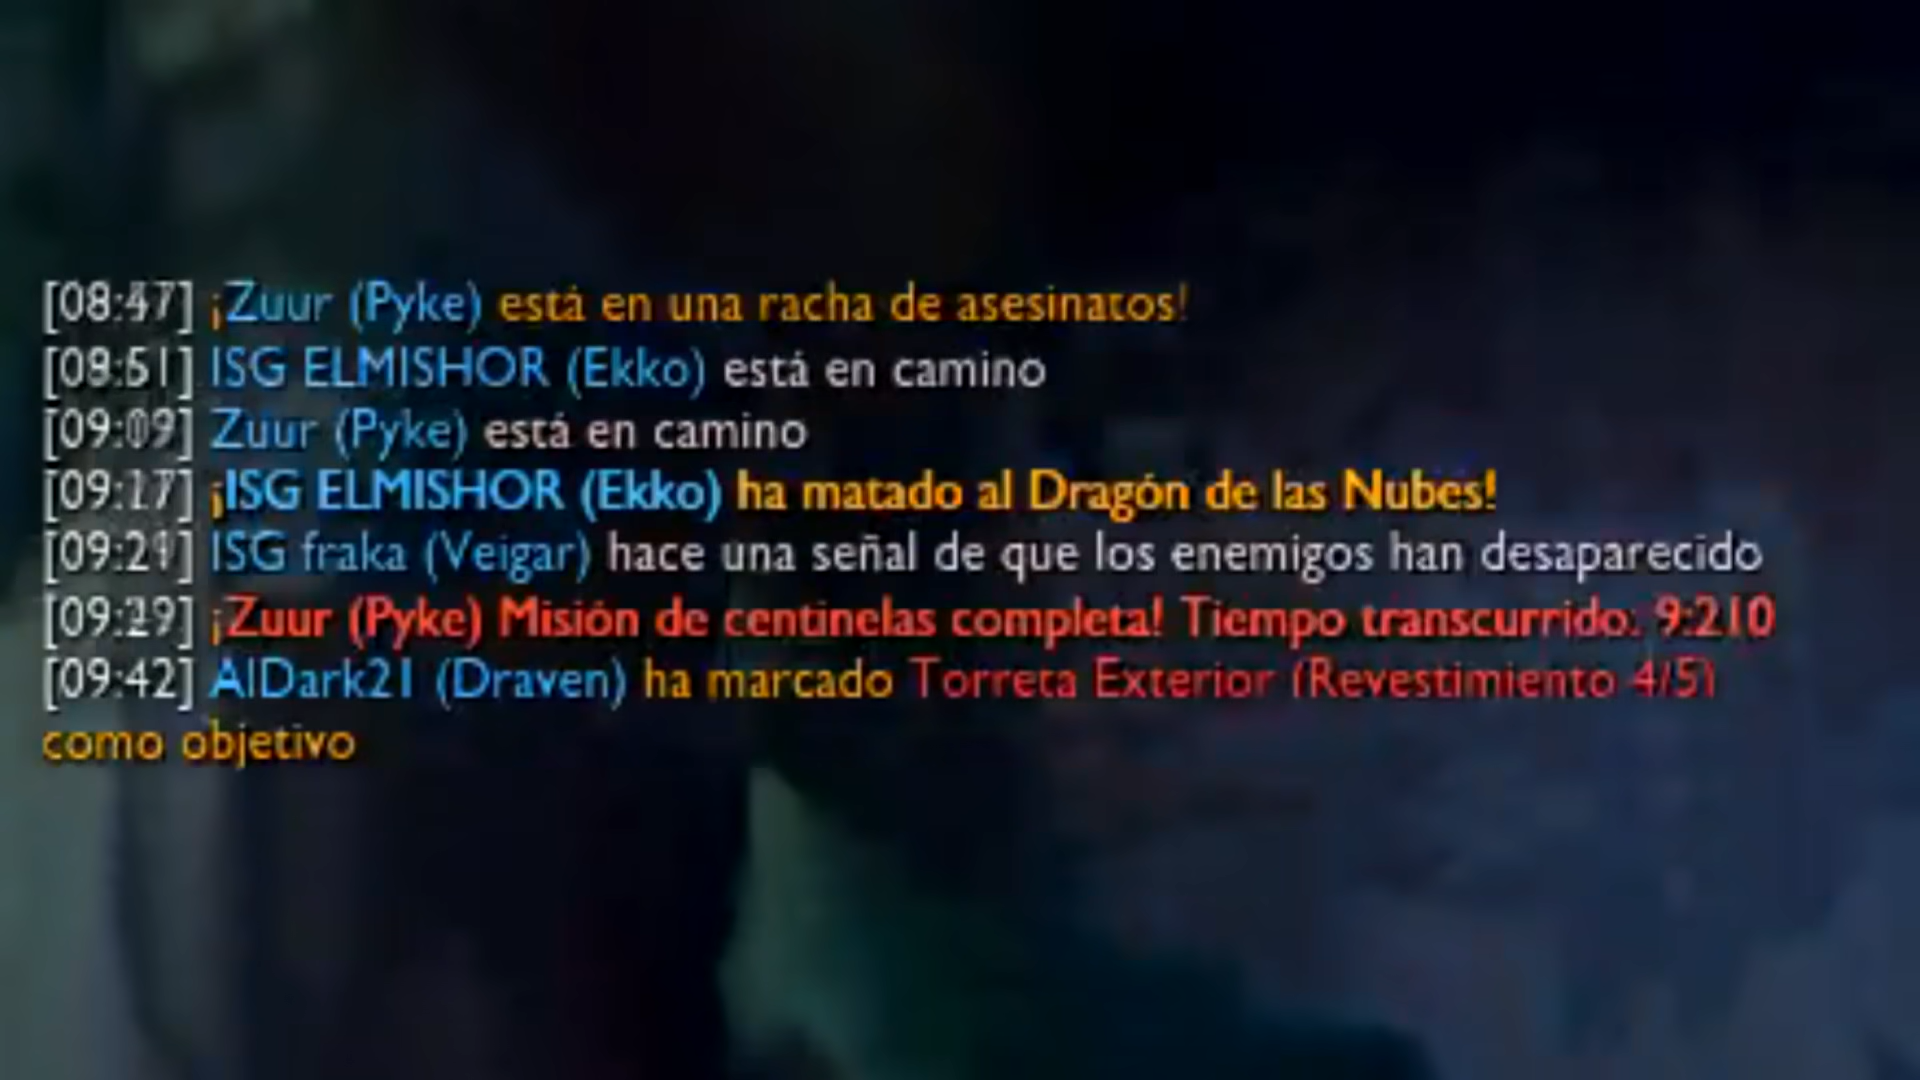 [08:47] ¡Zuur (Pyke) está en una racha de asesinatos!
[08:51] ISG ELMISHOR (Ekko) está en camino
[09:09] Zuur (Pyke) está en camino
[09:17] ¡ISG ELMISHOR (Ekko) ha matado al Dragón de las Nubes!
[09:21] ISG fraka (Veigar) hace una señal de que los enemigos han desaparecido
[09:29] ¡Zuur (Pyke) Misión de centinelas completa! Tiempo transcurrido: 9:210
[09:42] AlDark21 (Draven) ha marcado Torreta Exterior (Revestimiento 4/5)
como objetivo